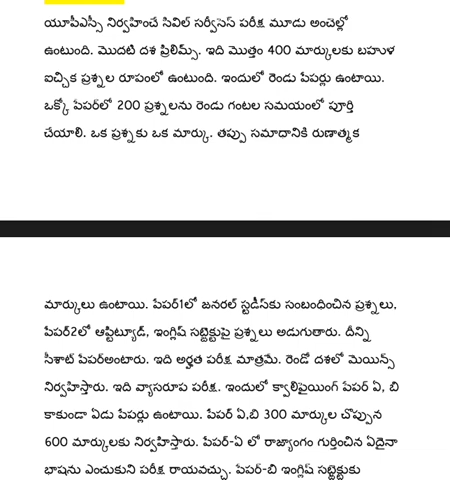 యూపీఎస్సీ నిర్వహించే సివిల్ సర్వీసెస్ పరీక్ష మూడు అంచెల్లో
ఉంటుంది. మొదటి దశ ప్రిలిమ్స్. ఇది మొత్తం 400 మార్కులకు బహుళ
ఐచ్చిక ప్రశ్నల రూపంలో ఉంటుంది. ఇందులో రెండు పేపర్లు ఉంటాయి.
ఒక్కో పేపర్‌లో 200 ప్రశ్నలను రెండు గంటల సమయంలో పూర్తి
చేయాలి. ఒక ప్రశ్నకు ఒక మార్కు. తప్పు సమాదానికి రుణాత్మక
మార్కులు ఉంటాయి. పేపర్‌1లో జనరల్ స్టడీస్‌కు సంబంధించిన ప్రశ్నలు,
పేపర్‌2లో ఆప్టిట్యూడ్, ఇంగ్లిష్ సబ్జెక్టుపై ప్రశ్నలు అడుగుతారు. దీన్ని
సీశాట్ పేపర్‌అంటారు. ఇది అర్హత పరీక్ష మాత్రమే. రెండో దశలో మెయిన్స్
నిర్వహిస్తారు. ఇది వ్యాసరూప పరీక్ష. ఇందులో క్వాలిఫైయింగ్ పేపర్ ఏ, బి
కాకుండా ఏడు పేపర్లు ఉంటాయి. పేపర్ ఏ,బి 300 మార్కుల చొప్పున
600 మార్కులకు నిర్వహిస్తారు. పేపర్-ఏ లో రాజ్యాంగం గుర్తించిన ఏదైనా
భాషను ఎంచుకుని పరీక్ష రాయవచ్చు. పేపర్-బి ఇంగ్లిష్ సబ్జెక్టుకు